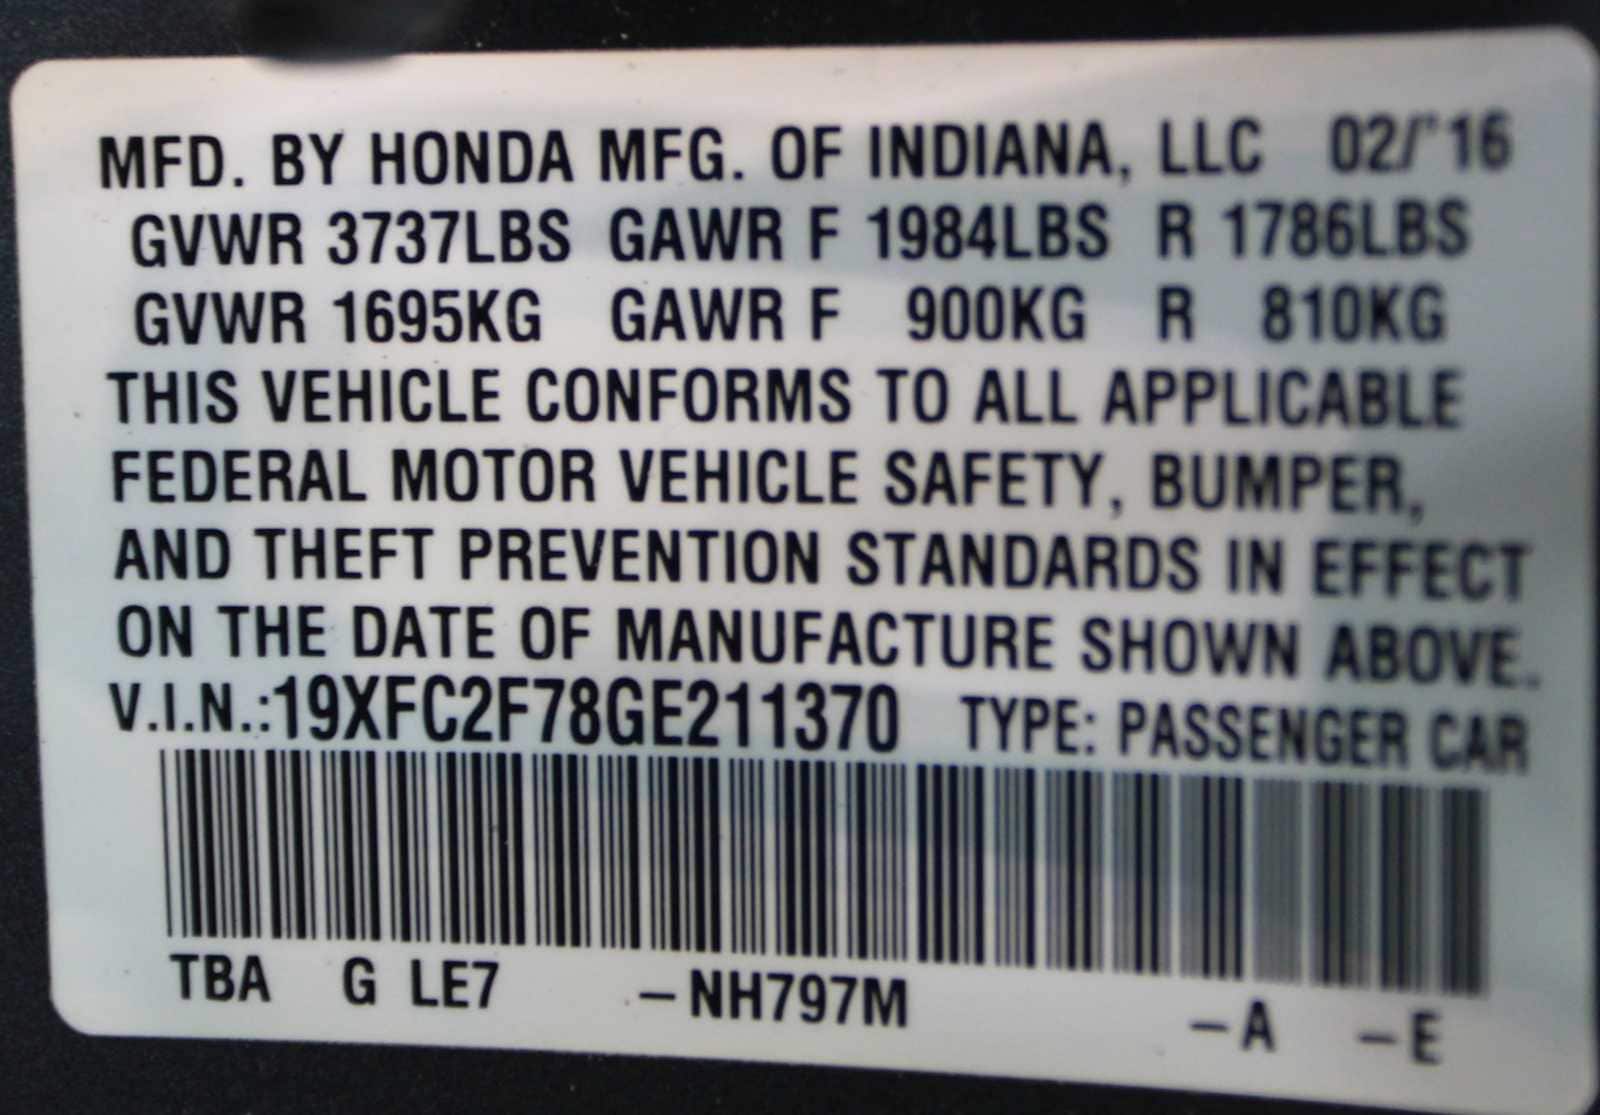 MFD. BY HONDA MFG. OF INDIANA, LLC 02/'16
GVWR 3737LBS GAWR F 1984LBS R 1786LBS
GVWR 1695KG GAWR F 900KG R 810KG
THIS VEHICLE CONFORMS TO ALL APPLICABLE
FEDERAL MOTOR VEHICLE SAFETY, BUMPER,
AND THEFT PREVENTION STANDARDS IN EFFECT
ON THE DATE OF MANUFACTURE SHOWN ABOVE.
V.I.N.:19XFC2F78GE211370 TYPE: PASSENGER CAR
TBA G LE7 –NH797M –A –E